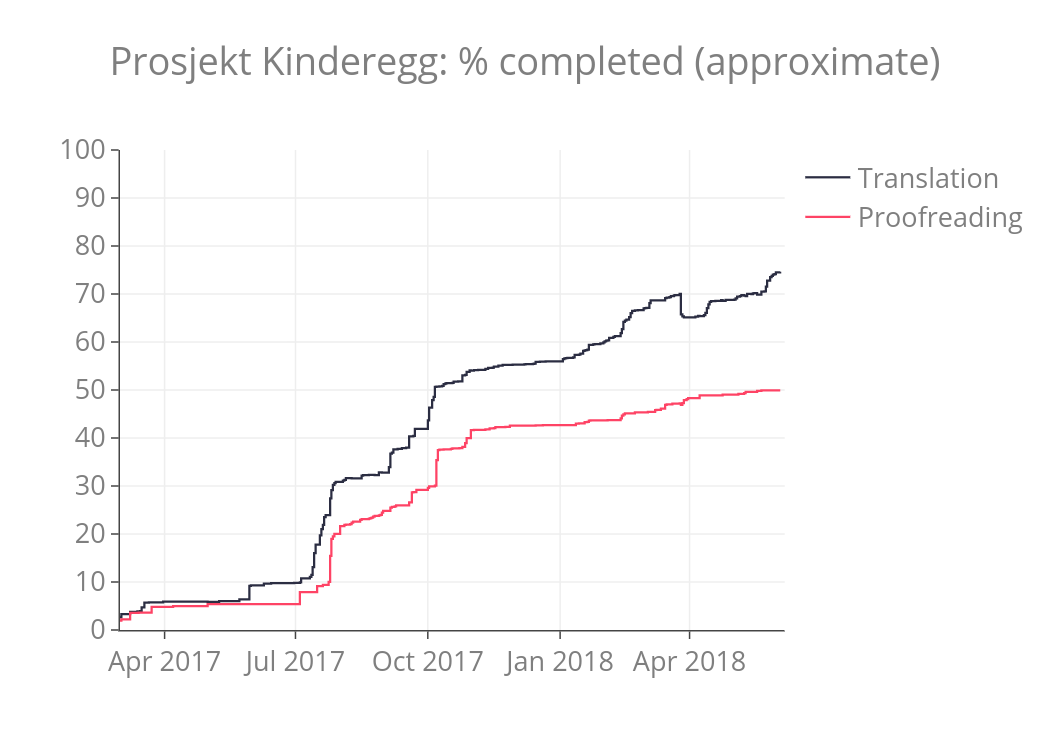 Prosjekt Kinderegg: % completed (approximate)
100
90
80
70
60
50
40
30
20
10
0
Apr 2017 Jul 2017 Oct 2017 Jan 2018 Apr 2018
Translation
Proofreading